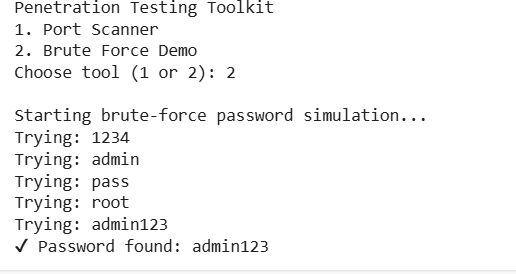 Penetration Testing Toolkit
1. Port Scanner
2. Brute Force Demo
Choose tool (1 or 2): 2
Starting brute-force password simulation...
Trying: 1234
Trying: admin
Trying: pass
Trying: root
Trying: admin123
✓ Password found: admin123